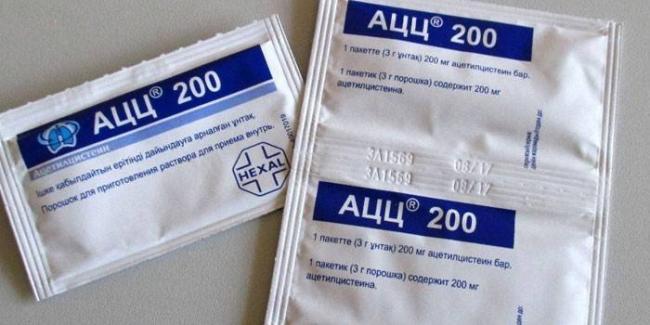 АЦЦ® 200
Ацетилцистеин
Ішке қабылдайтын ерітінді дайындауға арналған ұнтақ.
Порошок для приготовления раствора для приема внутрь.
HEXAL
АЦЦ® 200
1 пакетте (3 г ұнтақ) 200 мг ацетилцистеин бар.
1 пакетик (3 г порошка) содержит 200 мг
ацетилцистеина.
3A1569 08/17
3A1569 08/17
АЦЦ® 200
1 пакетте (3 г ұнтақ) 200 мг ацетилцистеин бар.
1 пакетик (3 г порошка) содержит 200 мг
ацетилцистеина.